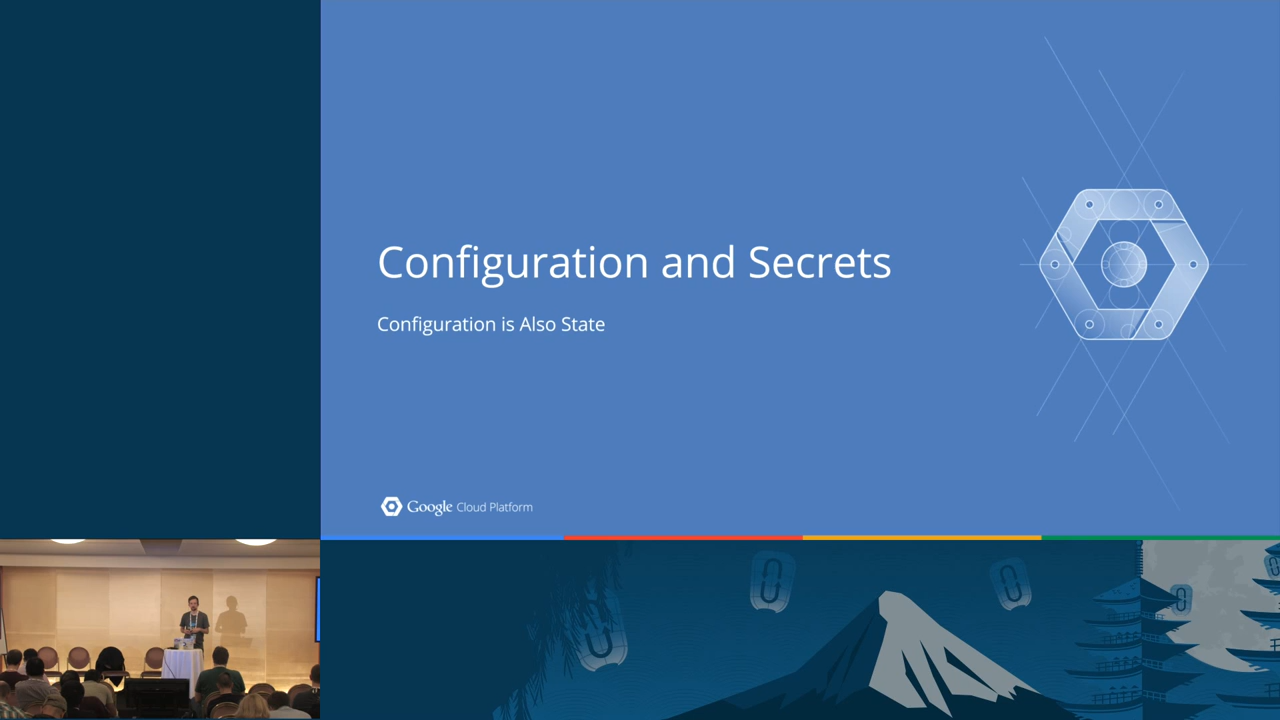 Configuration and Secrets
Configuration is Also State
Google Cloud Platform